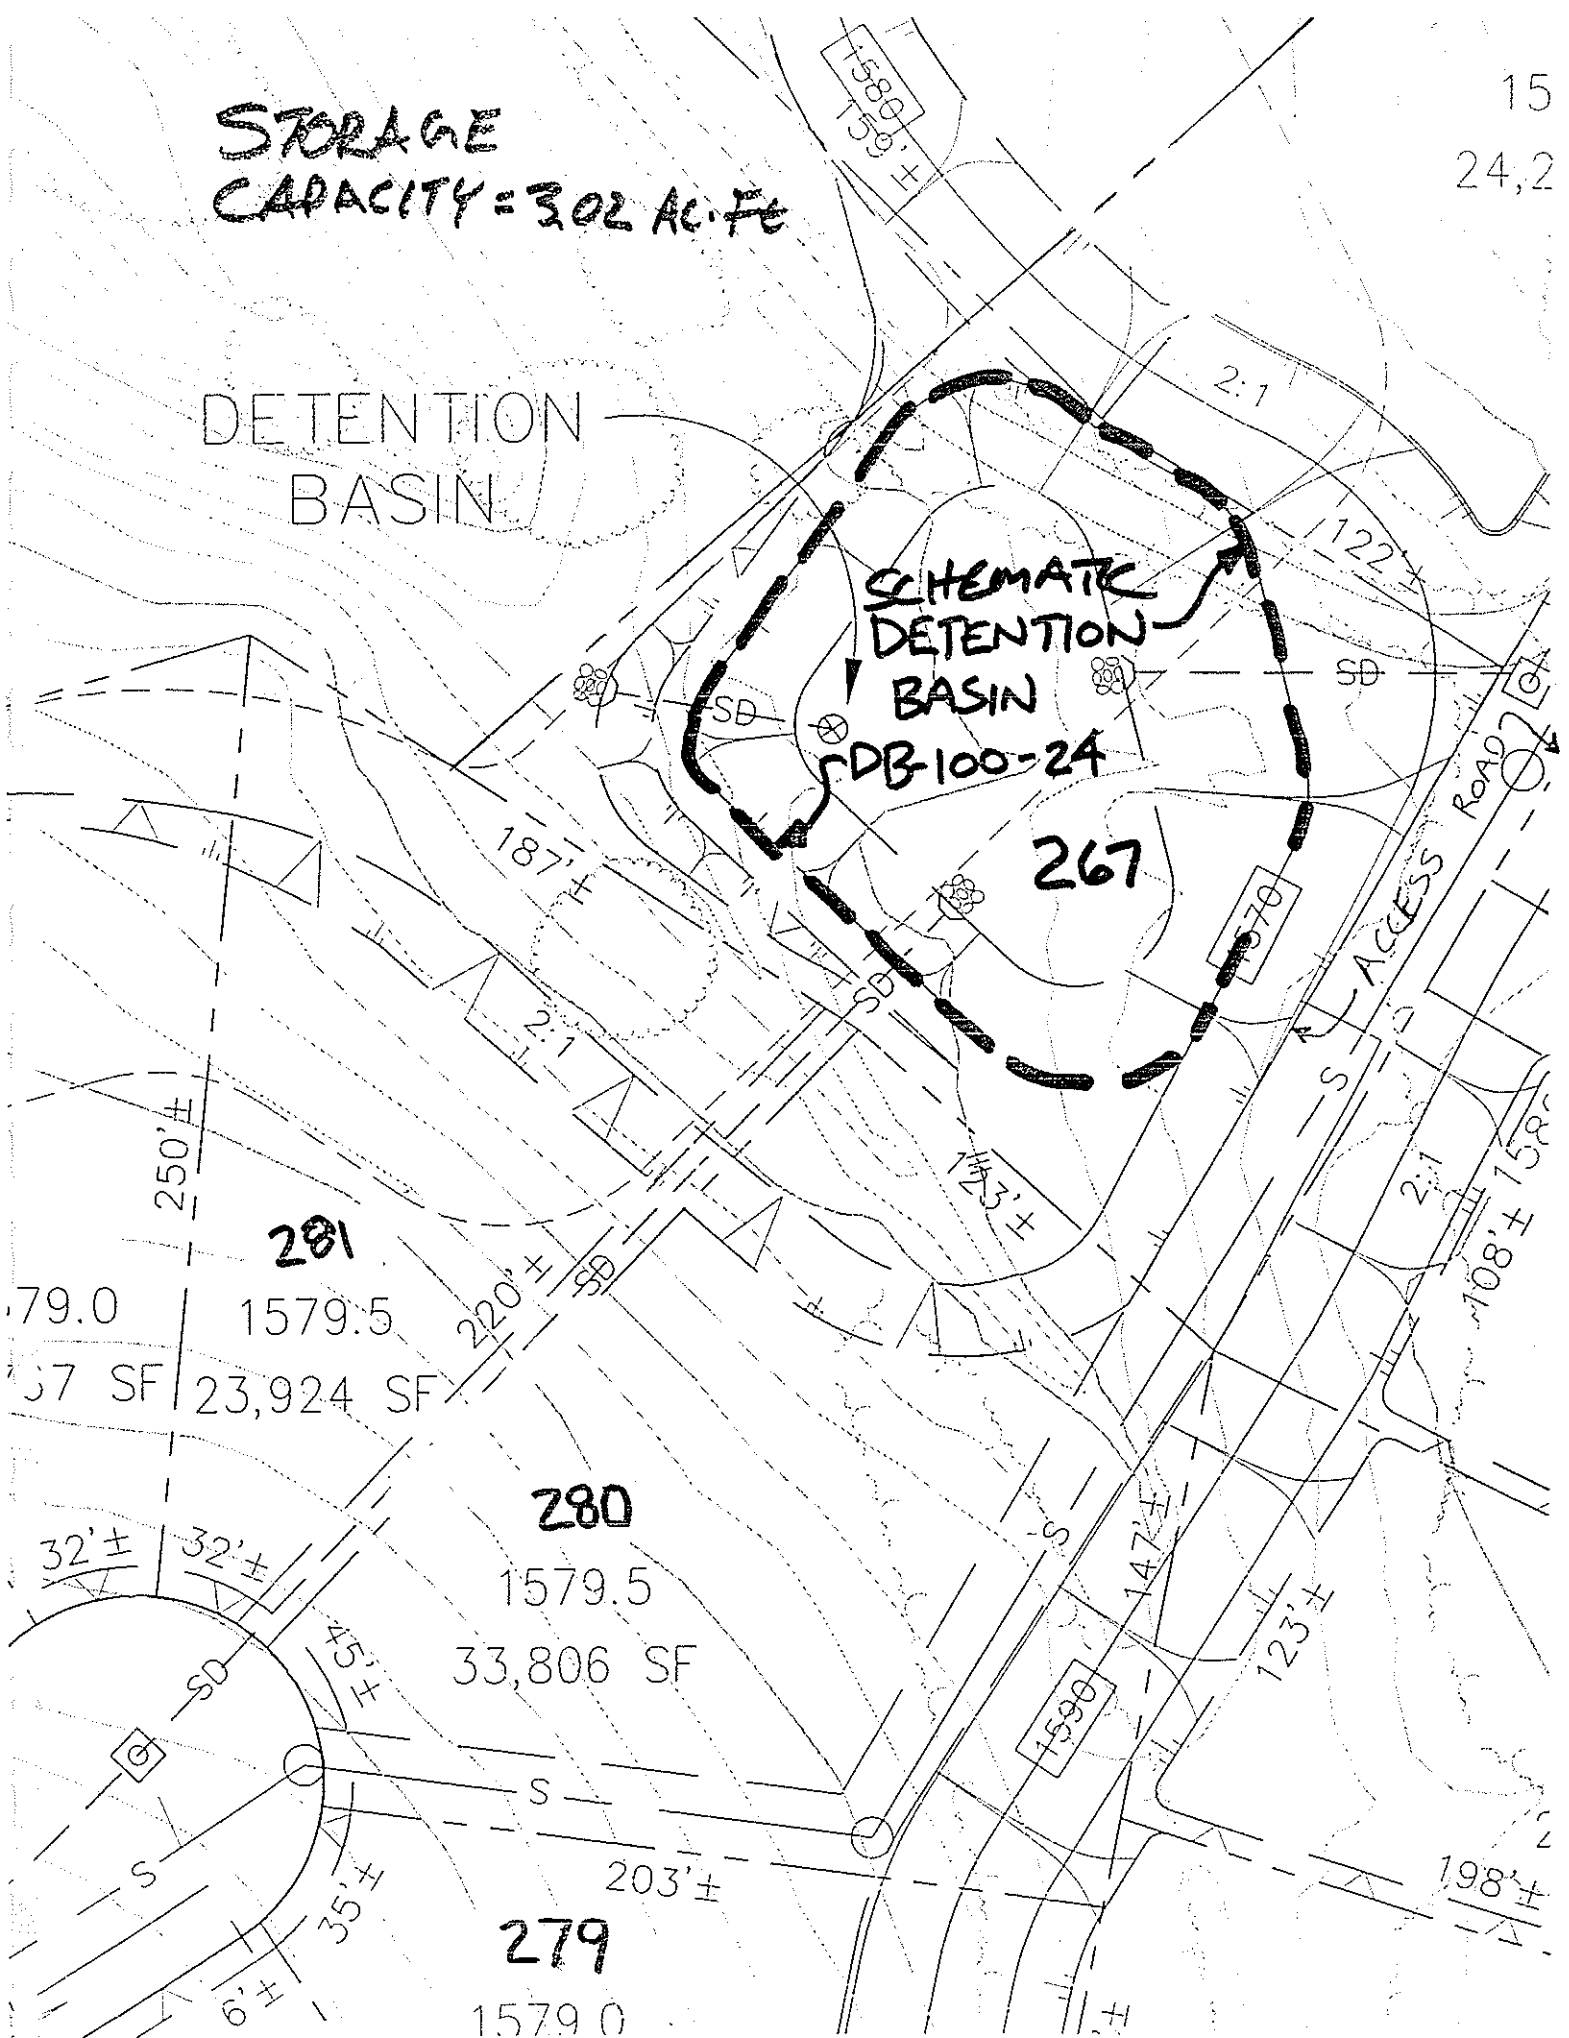 STORAGE
CAPACITY = 3.02 AC.Ft
15
24,2
1580
159'±
DETENTION
BASIN
2:1
122'±
SCHEMATIC
DETENTION
BASIN
DB-100-24
SD
SD
267
1570
ACCESS ROAD
187'±
SD
2:1
S
2:1
158
108'±
123'±
250'±
281
1579.5
23,924 SF
79.0
37 SF
220'±
SD
280
1579.5
33,806 SF
S
147'±
123'±
1590
32'±
32'±
45'±
SD
S
S
203'±
198'±
35'±
6'±
279
1579.0